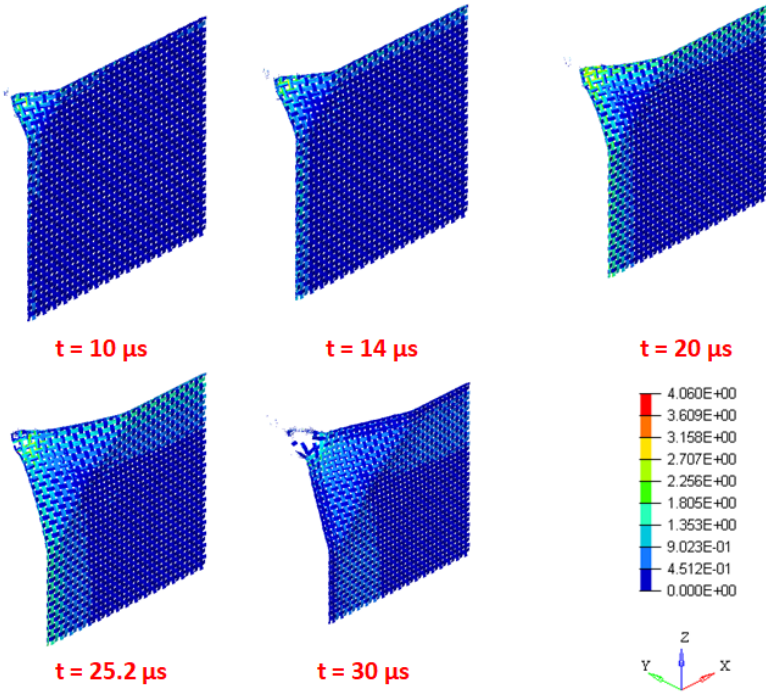 t = 10 µs
t = 14 µs
t = 20 µs
t = 25.2 µs
t = 30 µs
4.060E+00
3.609E+00
3.158E+00
2.707E+00
2.256E+00
1.805E+00
1.353E+00
9.023E-01
4.512E-01
0.000E+00
Z
Y
X